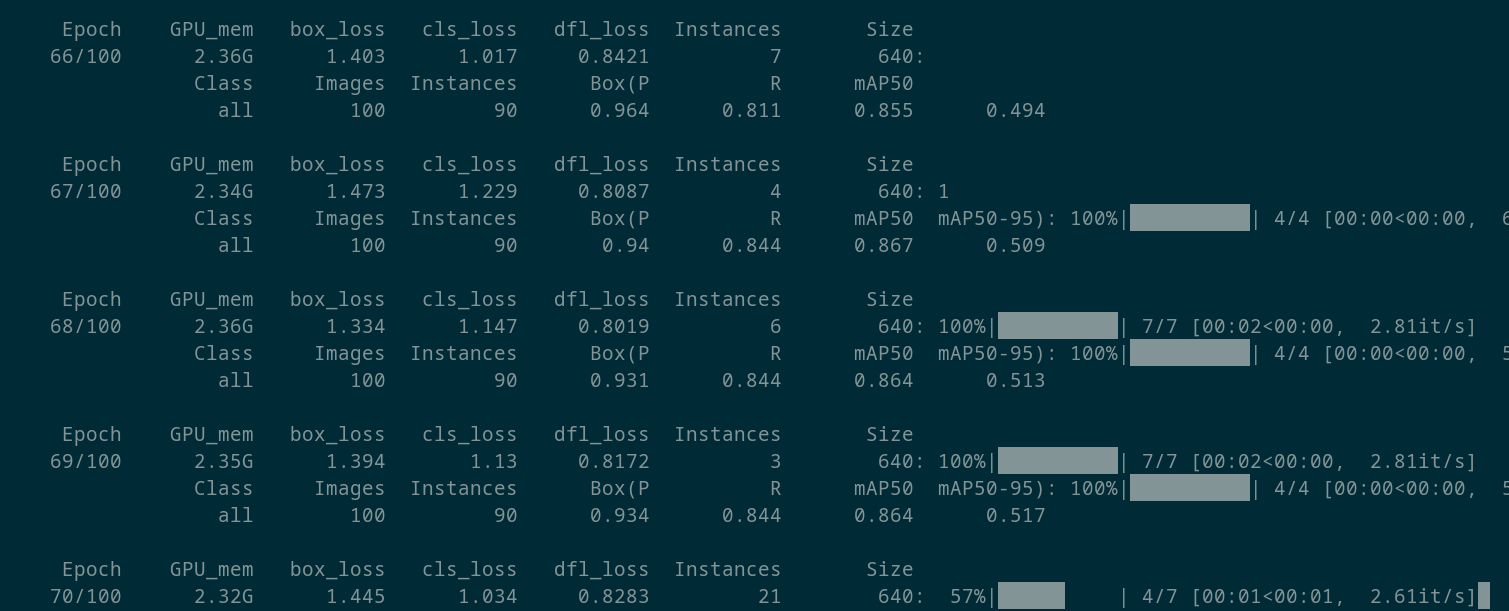 Epoch GPU_mem box_loss cls_loss dfl_loss Instances Size
66/100 2.36G 1.403 1.017 0.8421 7 640:
Class Images Instances Box(P R mAP50
all 100 90 0.964 0.811 0.855 0.494
Epoch GPU_mem box_loss cls_loss dfl_loss Instances Size
67/100 2.34G 1.473 1.229 0.8087 4 640: 1
Class Images Instances Box(P R mAP50 mAP50-95): 100%|██████████| 4/4 [00:00<00:00, 6
all 100 90 0.94 0.844 0.867 0.509
Epoch GPU_mem box_loss cls_loss dfl_loss Instances Size
68/100 2.36G 1.334 1.147 0.8019 6 640: 100%|██████████| 7/7 [00:02<00:00, 2.81it/s]
Class Images Instances Box(P R mAP50 mAP50-95): 100%|██████████| 4/4 [00:00<00:00, 5
all 100 90 0.931 0.844 0.864 0.513
Epoch GPU_mem box_loss cls_loss dfl_loss Instances Size
69/100 2.35G 1.394 1.13 0.8172 3 640: 100%|██████████| 7/7 [00:02<00:00, 2.81it/s]
Class Images Instances Box(P R mAP50 mAP50-95): 100%|██████████| 4/4 [00:00<00:00, 5
all 100 90 0.934 0.844 0.864 0.517
Epoch GPU_mem box_loss cls_loss dfl_loss Instances Size
70/100 2.32G 1.445 1.034 0.8283 21 640: 57%|█████▋    | 4/7 [00:01<00:01, 2.61it/s]